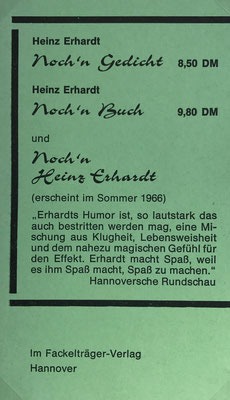 Heinz Erhardt
Noch'n Gedicht 8,50 DM
Heinz Erhardt
Noch'n Buch 9,80 DM
und
Noch'n
Heinz Erhardt
(erscheint im Sommer 1966)
„Erhardts Humor ist, so lautstark das
auch bestritten werden mag, eine Mi-
schung aus Klugheit, Lebensweisheit
und dem nahezu magischen Gefühl für
den Effekt. Erhardt macht Spaß, weil
es ihm Spaß macht, Spaß zu machen.“
Hannoversche Rundschau
Im Fackelträger-Verlag
Hannover